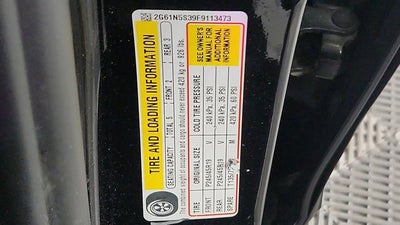 2G61N5S39F9113473
TIRE AND LOADING INFORMATION
SEATING CAPACITY TOTAL 5 FRONT 2 REAR 3
The combined weight of occupants and cargo should never exceed 420 kg or 926 lbs.
TIRE ORIGINAL SIZE COLD TIRE PRESSURE
FRONT P245/45R19 V 240 kPa, 35 PSI
REAR P245/45R19 V 240 kPa, 35 PSI
SPARE M 420 kPa, 60 PSI
SEE OWNER'S
MANUAL FOR
ADDITIONAL
INFORMATION